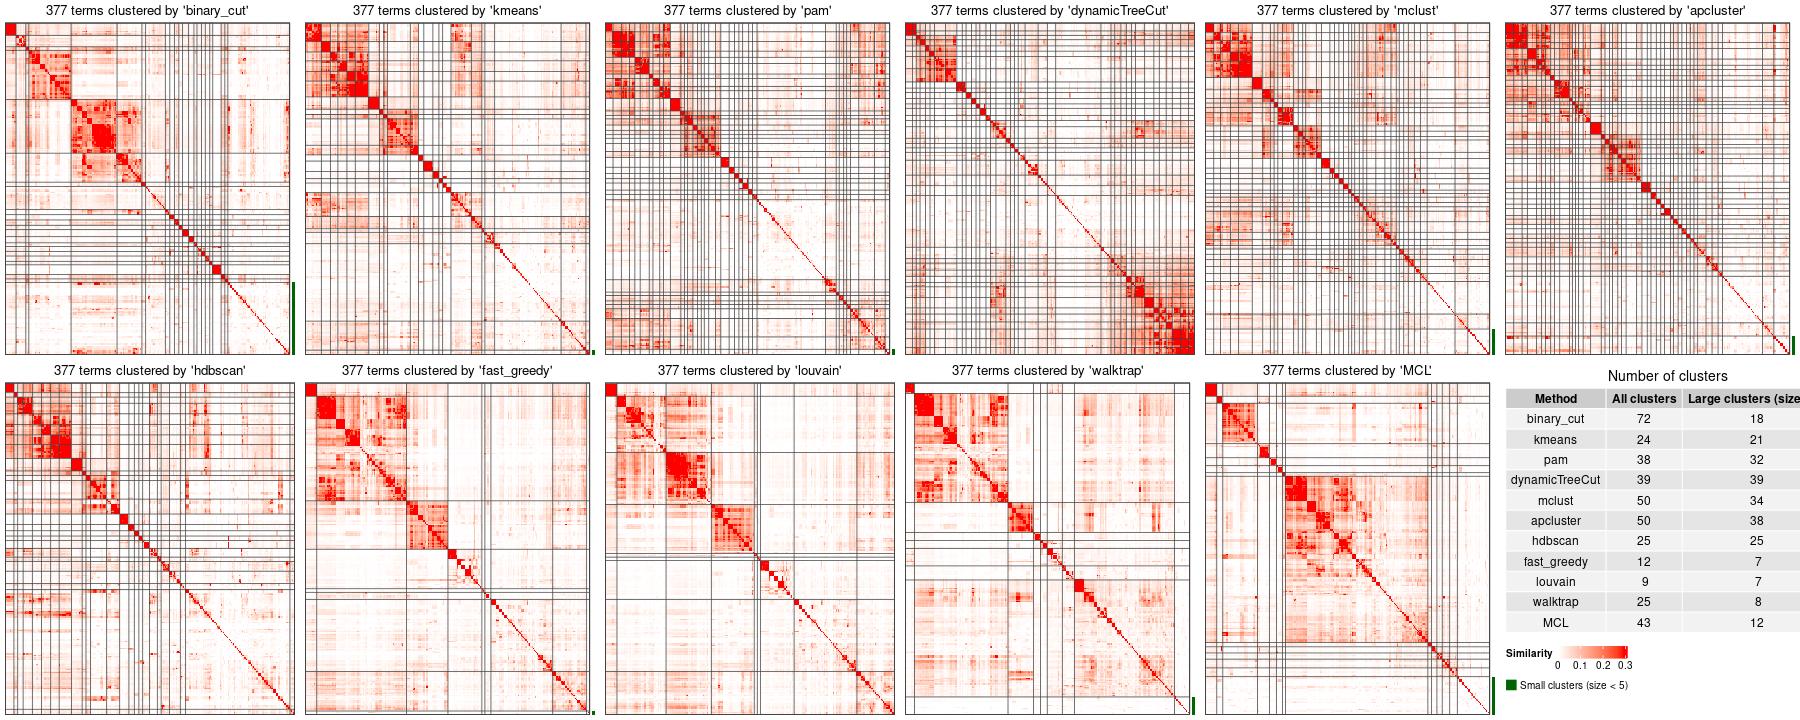 377 terms clustered by 'binary_cut'
377 terms clustered by 'kmeans'
377 terms clustered by 'pam'
377 terms clustered by 'dynamicTreeCut'
377 terms clustered by 'mclust'
377 terms clustered by 'apcluster'
377 terms clustered by 'hdbscan'
377 terms clustered by 'fast_greedy'
377 terms clustered by 'louvain'
377 terms clustered by 'walktrap'
377 terms clustered by 'MCL'
Number of clusters
Method All clusters Large clusters (size
binary_cut 72 18
kmeans 24 21
pam 38 32
dynamicTreeCut 39 39
mclust 50 34
apcluster 50 38
hdbscan 25 25
fast_greedy 12 7
louvain 9 7
walktrap 25 8
MCL 43 12
Similarity
0 0.1 0.2 0.3
Small clusters (size < 5)